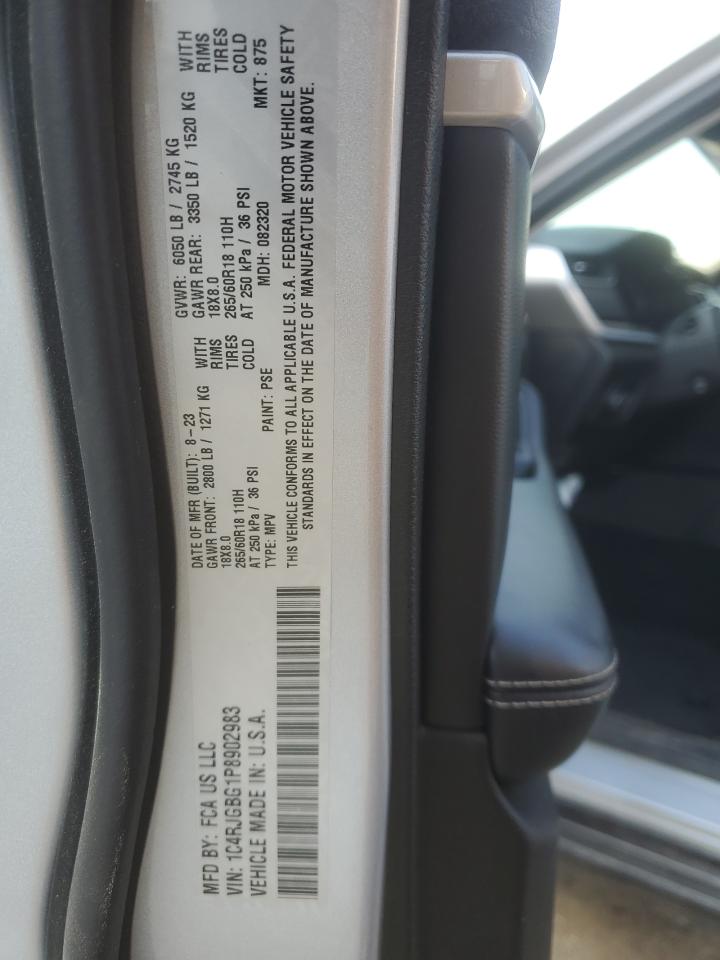 MFD BY: FCA US LLC
VIN: 1C4RJGBG1P8902983
VEHICLE MADE IN: U.S.A.
DATE OF MFR (BUILT): 8-23 GVWR: 6050 LB / 2745 KG
GAWR FRONT: 2800 LB / 1271 KG WITH GAWR REAR: 3350 LB / 1520 KG WITH
18X8.0 RIMS 18X8.0 RIMS
265/60R18 110H TIRES 265/60R18 110H TIRES
AT 250 kPa / 36 PSI COLD AT 250 kPa / 36 PSI COLD
TYPE: MPV PAINT: PSE MDH: 082320 MKT: 875
THIS VEHICLE CONFORMS TO ALL APPLICABLE U.S.A. FEDERAL MOTOR VEHICLE SAFETY
STANDARDS IN EFFECT ON THE DATE OF MANUFACTURE SHOWN ABOVE.